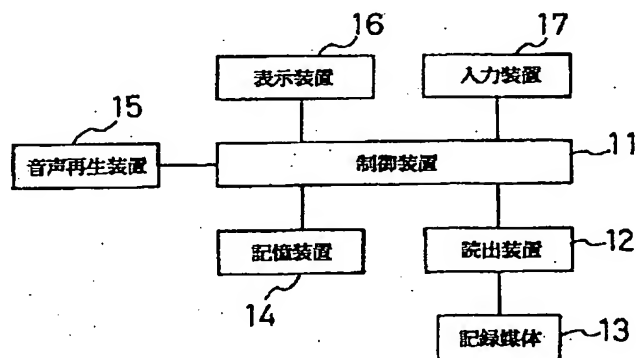 16
17
表示装置
入力装置
15
音声再生装置
制御装置
11
記憶装置
読出装置
12
14
記録媒体
13